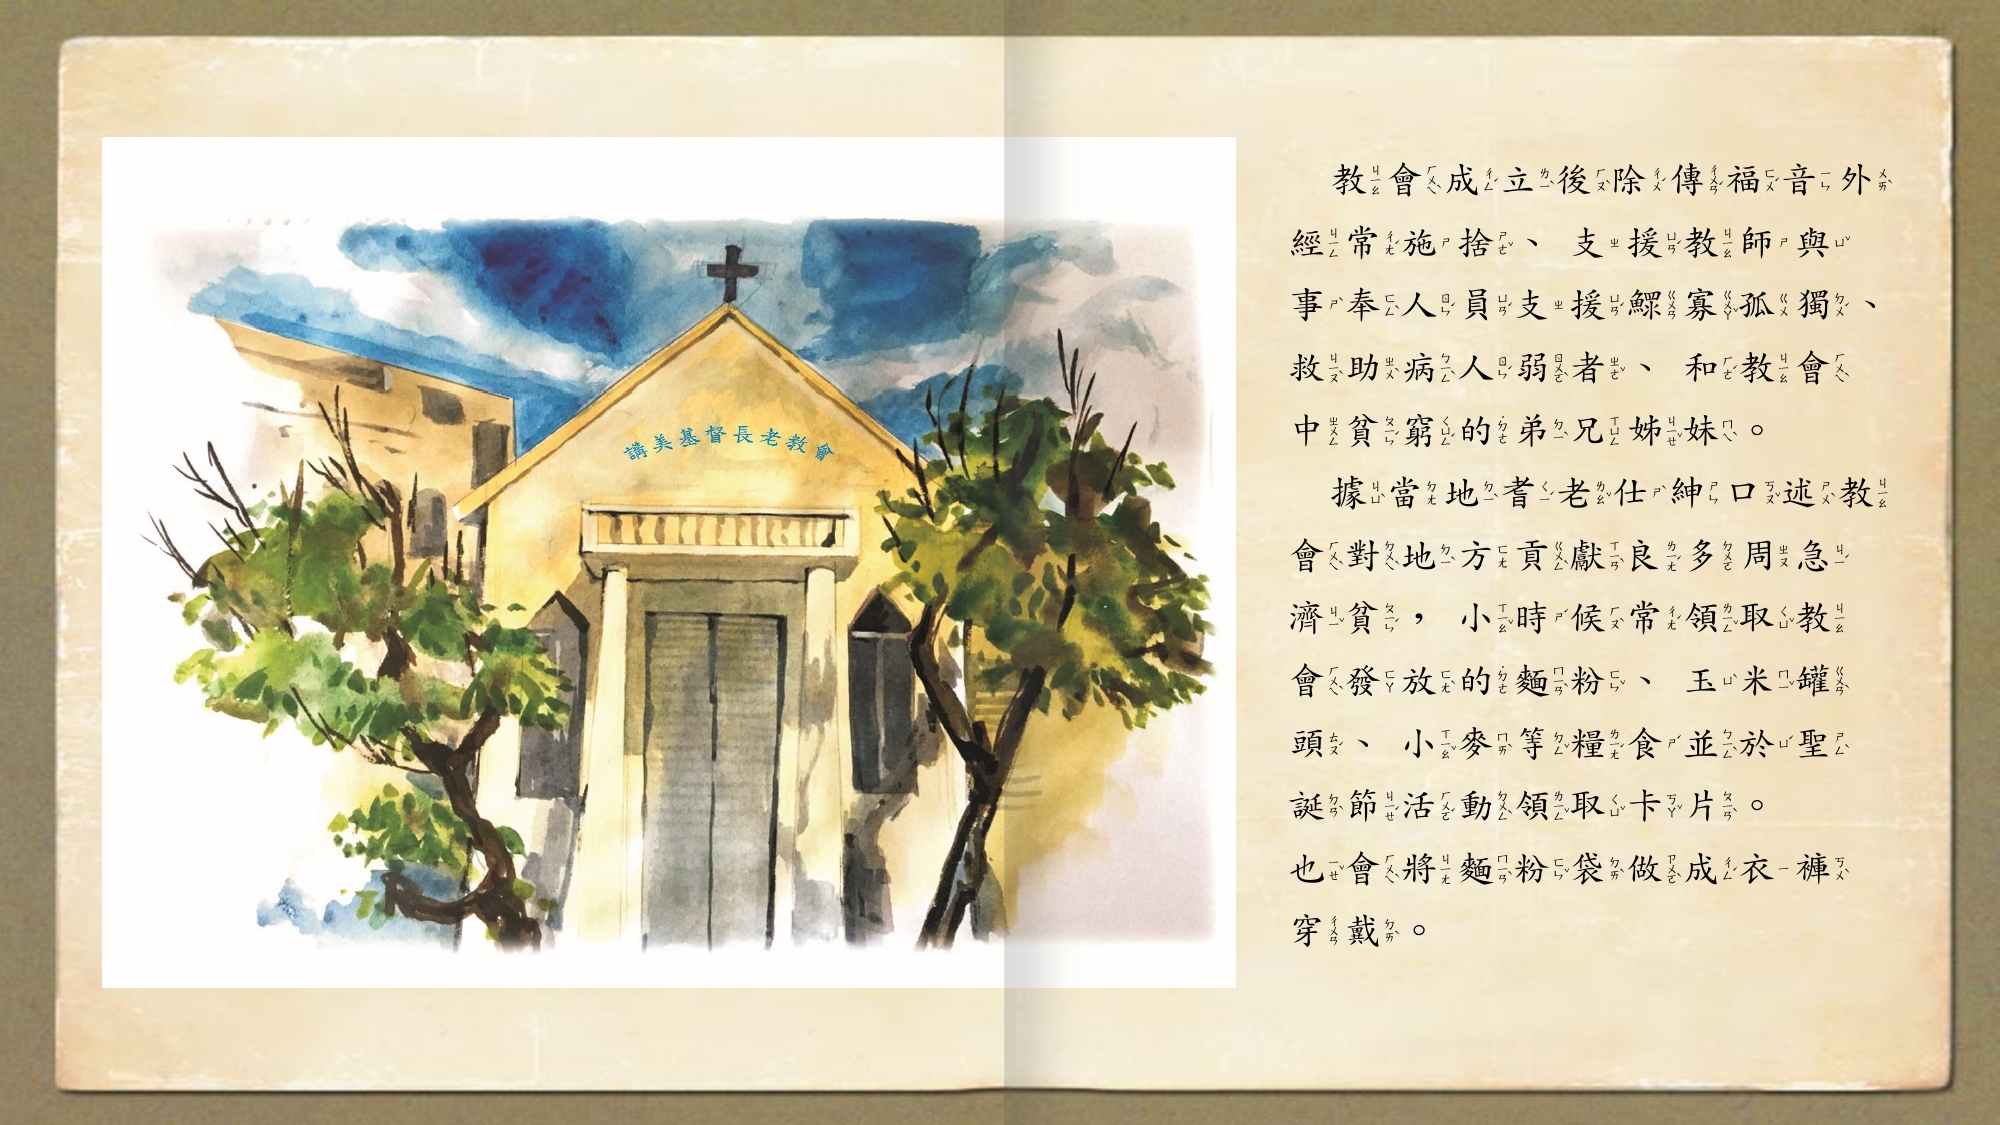 講美基督長老教會
教會成立後除傳福音外
經常施捨、 支援教師與
事奉人員支援鰥寡孤獨、
救助病人弱者、 和教會
中貧窮的弟兄姊妹。
據當地耆老仕紳口述教
會對地方貢獻良多周急
濟貧, 小時候常領取教
會發放的麵粉、 玉米罐
頭、 小麥等糧食並於聖
誕節活動領取卡片。
也會將麵粉袋做成衣褲
穿戴。